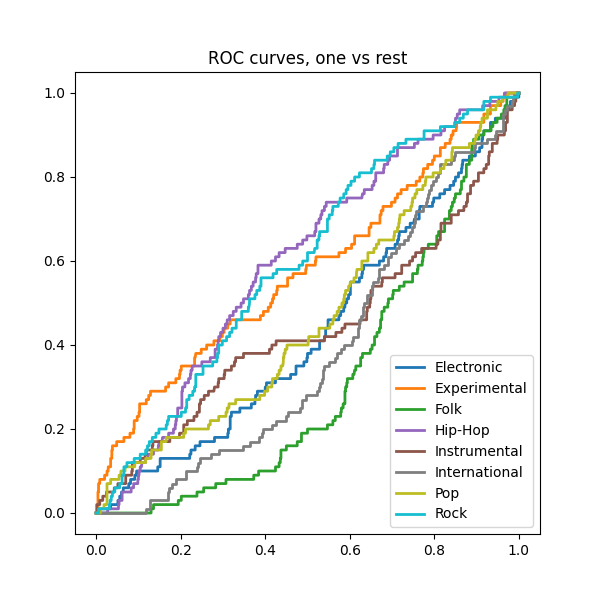 ROC curves, one vs rest
1.0
0.8
0.6
0.4
0.2
0.0
Electronic
Experimental
Folk
Hip-Hop
Instrumental
International
Pop
Rock
0.0 0.2 0.4 0.6 0.8 1.0